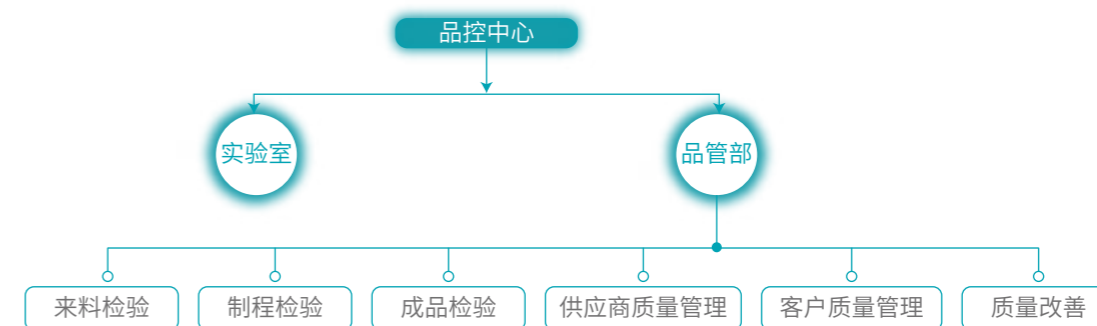 品控中心
实验室
品管部
来料检验
制程检验
成品检验
供应商质量管理
客户质量管理
质量改善